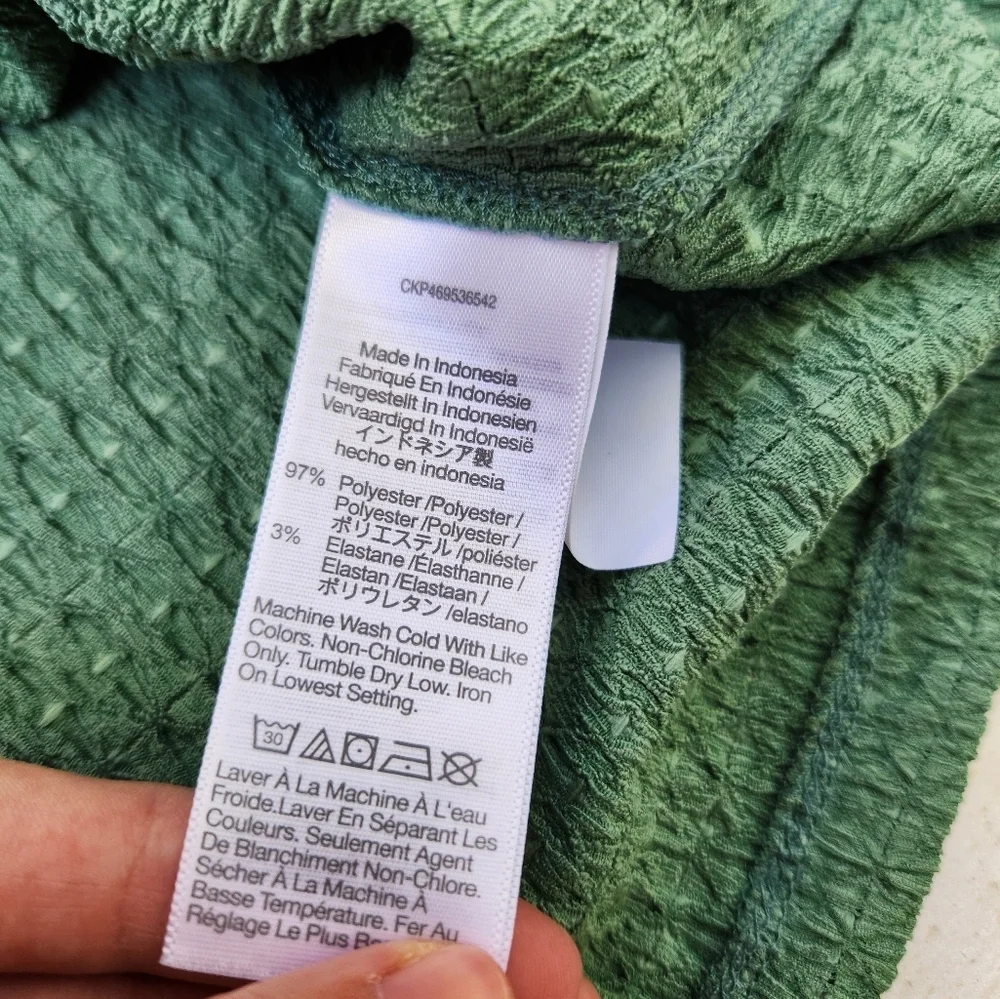 CKP469536542
Made In Indonesia
Fabriqué En Indonésie
Hergestellt In Indonesien
Vervaardigd In Indonesië
インドネシア製
hecho en indonesia
97% Polyester /Polyester /
Polyester /Polyester /
ポリエステル /poliéster
3% Elastane /Élasthanne /
Elastan /Elastaan /
ポリウレタン /elastano
Machine Wash Cold With Like
Colors. Non-Chlorine Bleach
Only. Tumble Dry Low. Iron
On Lowest Setting.
30
Laver À La Machine À L'eau
Froide.Laver En Séparant Les
Couleurs. Seulement Agent
De Blanchiment Non-Chlore.
Sécher À La Machine À
Basse Température. Fer Au
Réglage Le Plus